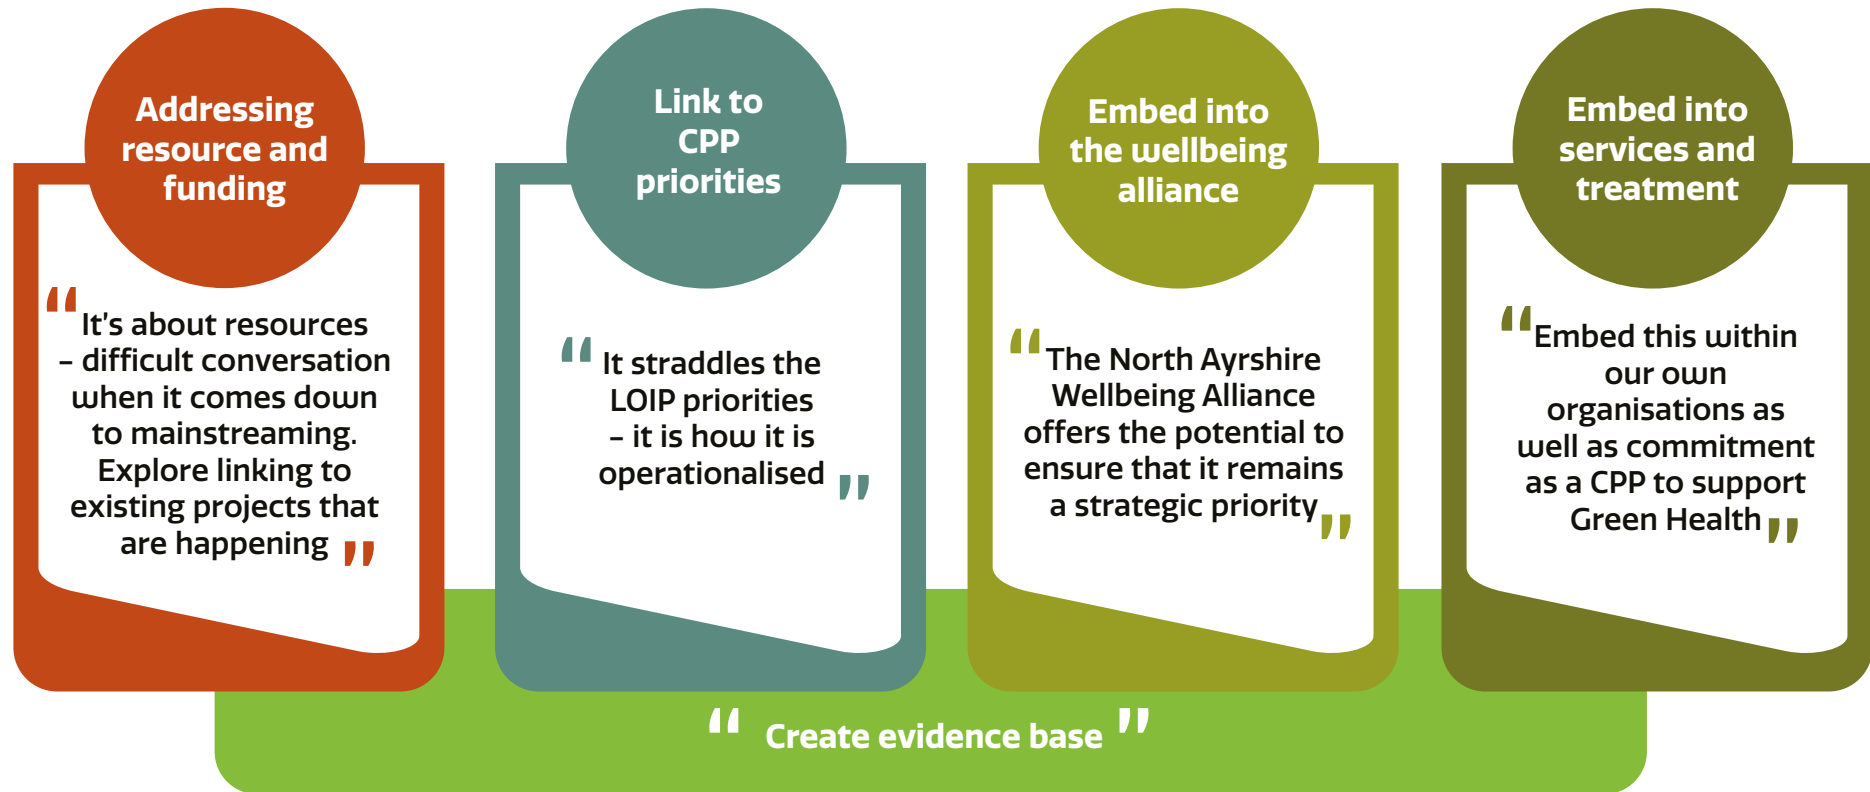 Addressing
resource and
funding
“It’s about resources
– difficult conversation
when it comes down
to mainstreaming.
Explore linking to
existing projects that
are happening”
Link to
CPP
priorities
“It straddles the
LOIP priorities
– it is how it is
operationalised”
Embed into
the wellbeing
alliance
“The North Ayrshire
Wellbeing Alliance
offers the potential to
ensure that it remains
a strategic priority”
Embed into
services and
treatment
“Embed this within
our own
organisations as
well as commitment
as a CPP to support
Green Health”
“ Create evidence base ”